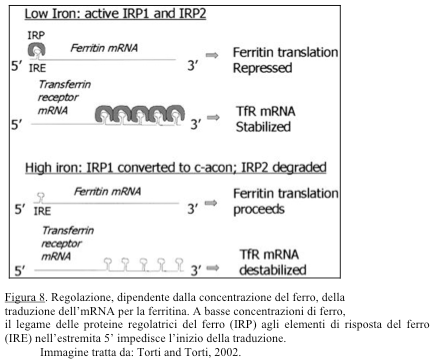 Low Iron: active IRP1 and IRP2
IRP
Ferritin mRNA
5’ IRE 3’
Ferritin translation
Repressed
Transferrin
receptor
mRNA
5’ 3’
TfR mRNA
Stabilized
High iron: IRP1 converted to c-acon; IRP2 degraded
Ferritin mRNA
5’ IRE 3’
Ferritin translation
proceeds
Transferrin
receptor
mRNA
5’ 3’
TfR mRNA
destabilized
Figura 8. Regolazione, dipendente dalla concentrazione del ferro, della
traduzione dell’mRNA per la ferritina. A basse concentrazioni di ferro,
il legame delle proteine regolatrici del ferro (IRP) agli elementi di risposta del ferro
(IRE) nell’estremita 5’ impedisce l’inizio della traduzione.
Immagine tratta da: Torti and Torti, 2002.